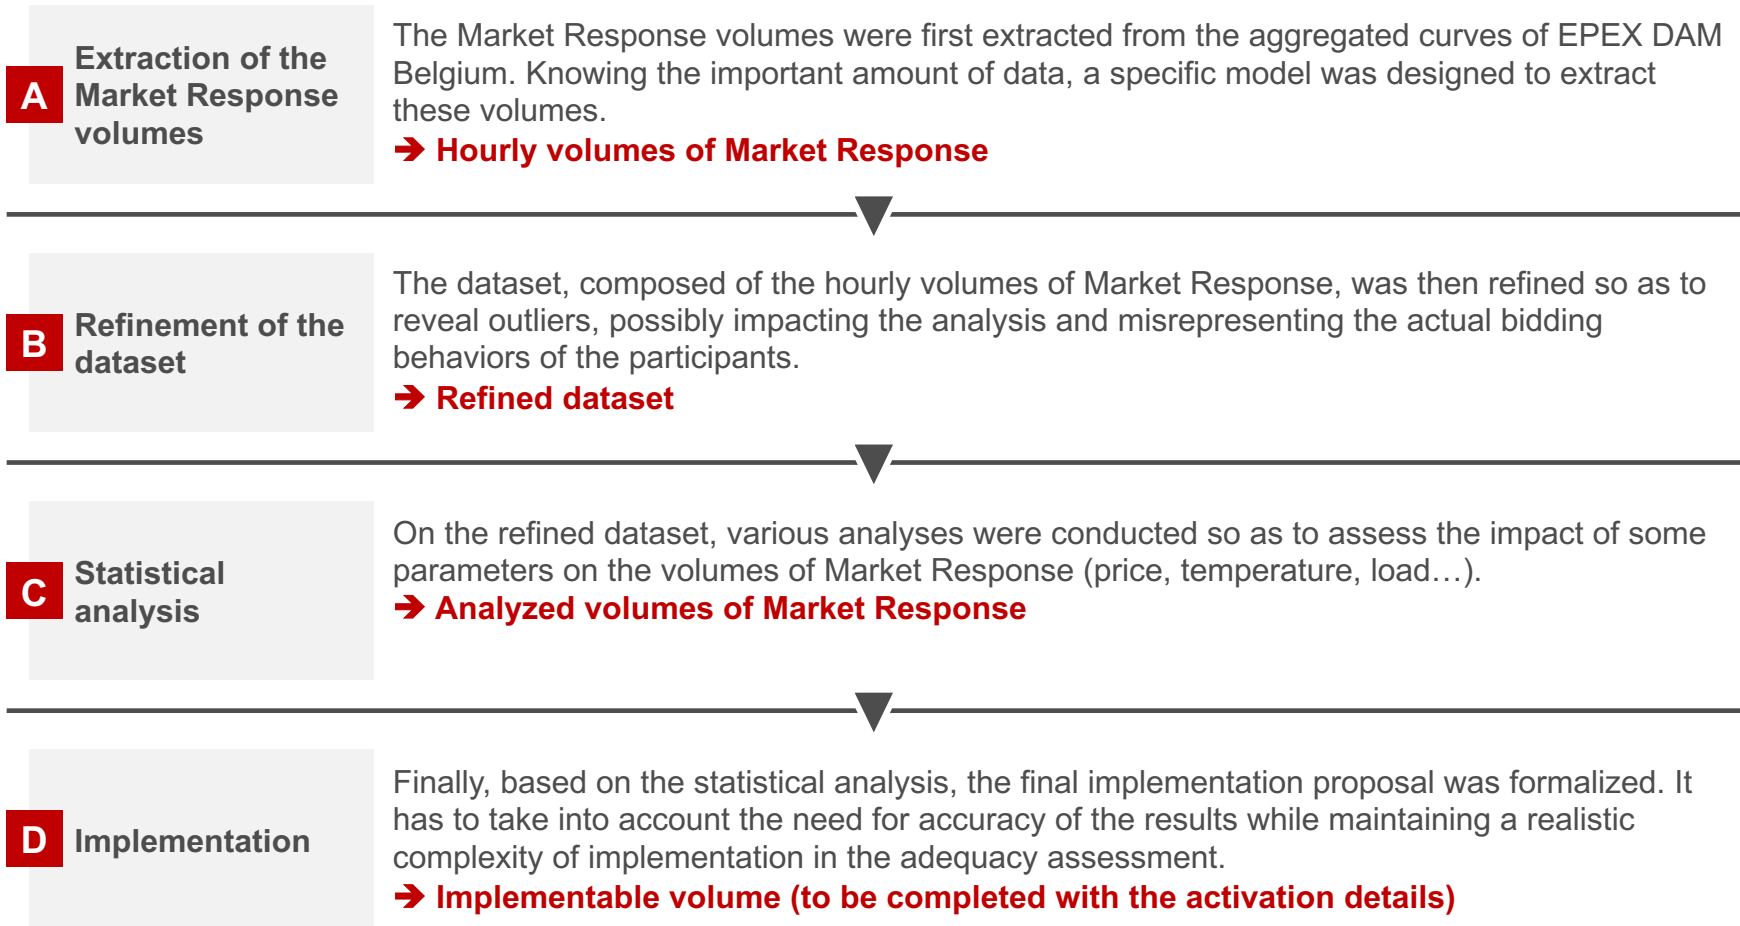 A
Extraction of the
Market Response
volumes
The Market Response volumes were first extracted from the aggregated curves of EPEX DAM
Belgium. Knowing the important amount of data, a specific model was designed to extract
these volumes.
➔ Hourly volumes of Market Response
B
Refinement of the
dataset
The dataset, composed of the hourly volumes of Market Response, was then refined so as to
reveal outliers, possibly impacting the analysis and misrepresenting the actual bidding
behaviors of the participants.
➔ Refined dataset
C
Statistical
analysis
On the refined dataset, various analyses were conducted so as to assess the impact of some
parameters on the volumes of Market Response (price, temperature, load…).
➔ Analyzed volumes of Market Response
D
Implementation
Finally, based on the statistical analysis, the final implementation proposal was formalized. It
has to take into account the need for accuracy of the results while maintaining a realistic
complexity of implementation in the adequacy assessment.
➔ Implementable volume (to be completed with the activation details)